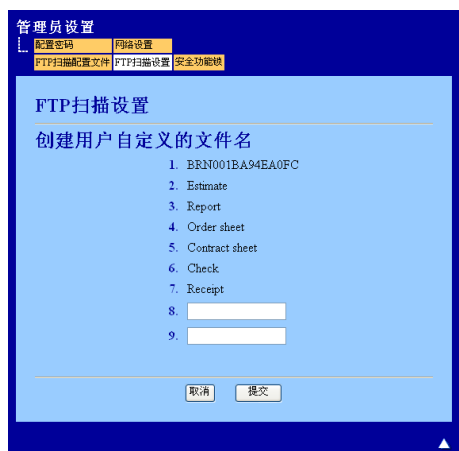 管理员设置
配置密码 网络设置
FTP扫描配置文件 FTP扫描设置 安全功能锁
FTP扫描设置
创建用户自定义的文件名
1. BRN001BA94EA0FC
2. Estimate
3. Report
4. Order sheet
5. Contract sheet
6. Check
7. Receipt
8.
9.
取消 提交